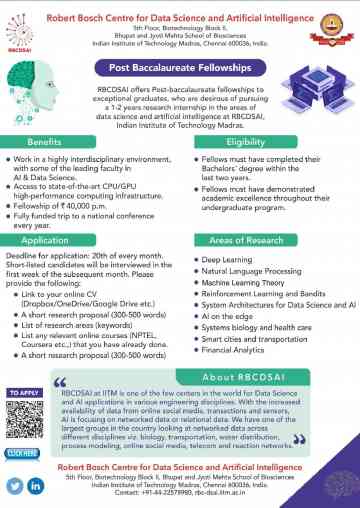 Robert Bosch Centre for Data Science and Artificial Intelligence
5th Floor, Biotechnology Block II,
Bhupat and Jyoti Mehta School of Biosciences
Indian Institute of Technology Madras, Chennai 600036, India.
RBCDSAI
Post Baccalaureate Fellowships
RBCDSAI offers Post-baccalaureate fellowships to
exceptional graduates, who are desirous of pursuing
a 1-2 years research internship in the areas of
data science and artificial intelligence at RBCDSAI,
Indian Institute of Technology Madras.
Benefits
Work in a highly interdisciplinary environment,
with some of the leading faculty in
AI & Data Science.
Access to state-of-the-art CPU/GPU
high-performance computing infrastructure.
Fellowship of ₹ 40,000 p.m.
Fully funded trip to a national conference
every year.
Eligibility
Fellows must have completed their
Bachelors' degree within the
last two years.
Fellows must have demonstrated
academic excellence throughout their
undergraduate program.
Application
Deadline for application: 20th of every month.
Short-listed candidates will be interviewed in the
first week of the subsequent month. Please
provide the following:
Link to your online CV
(Dropbox/OneDrive/Google Drive etc.)
A short research proposal (300-500 words)
List of research areas (keywords)
List any relevant online courses (NPTEL,
Coursera etc.,) that you have already done.
A short research proposal (300-500 words)
Areas of Research
Deep Learning
Natural Language Processing
Machine Learning Theory
Reinforcement Learning and Bandits
System Architectures for Data Science and AI
AI on the edge
Systems biology and health care
Smart cities and transportation
Financial Analytics
TO APPLY
CLICK HERE
About RBCDSAI
RBCDSAI at IITM is one of the few centers in the world for Data Science
and AI applications in various engineering disciplines. With the increased
availability of data from online social media, transactions and sensors,
AI is focusing on networked data or relational data. We have one of the
largest groups in the country looking at networked data across
different disciplines viz. biology, transportation, water distribution,
process modeling, online social media, telecom and reaction networks.
Robert Bosch Centre for Data Science and Artificial Intelligence
5th Floor, Biotechnology Block II, Bhupat and Jyoti Mehta School of Biosciences
Indian Institute of Technology Madras, Chennai 600036, India.
Contact: +91-44-22578980, rbc-dsai.iitm.ac.in